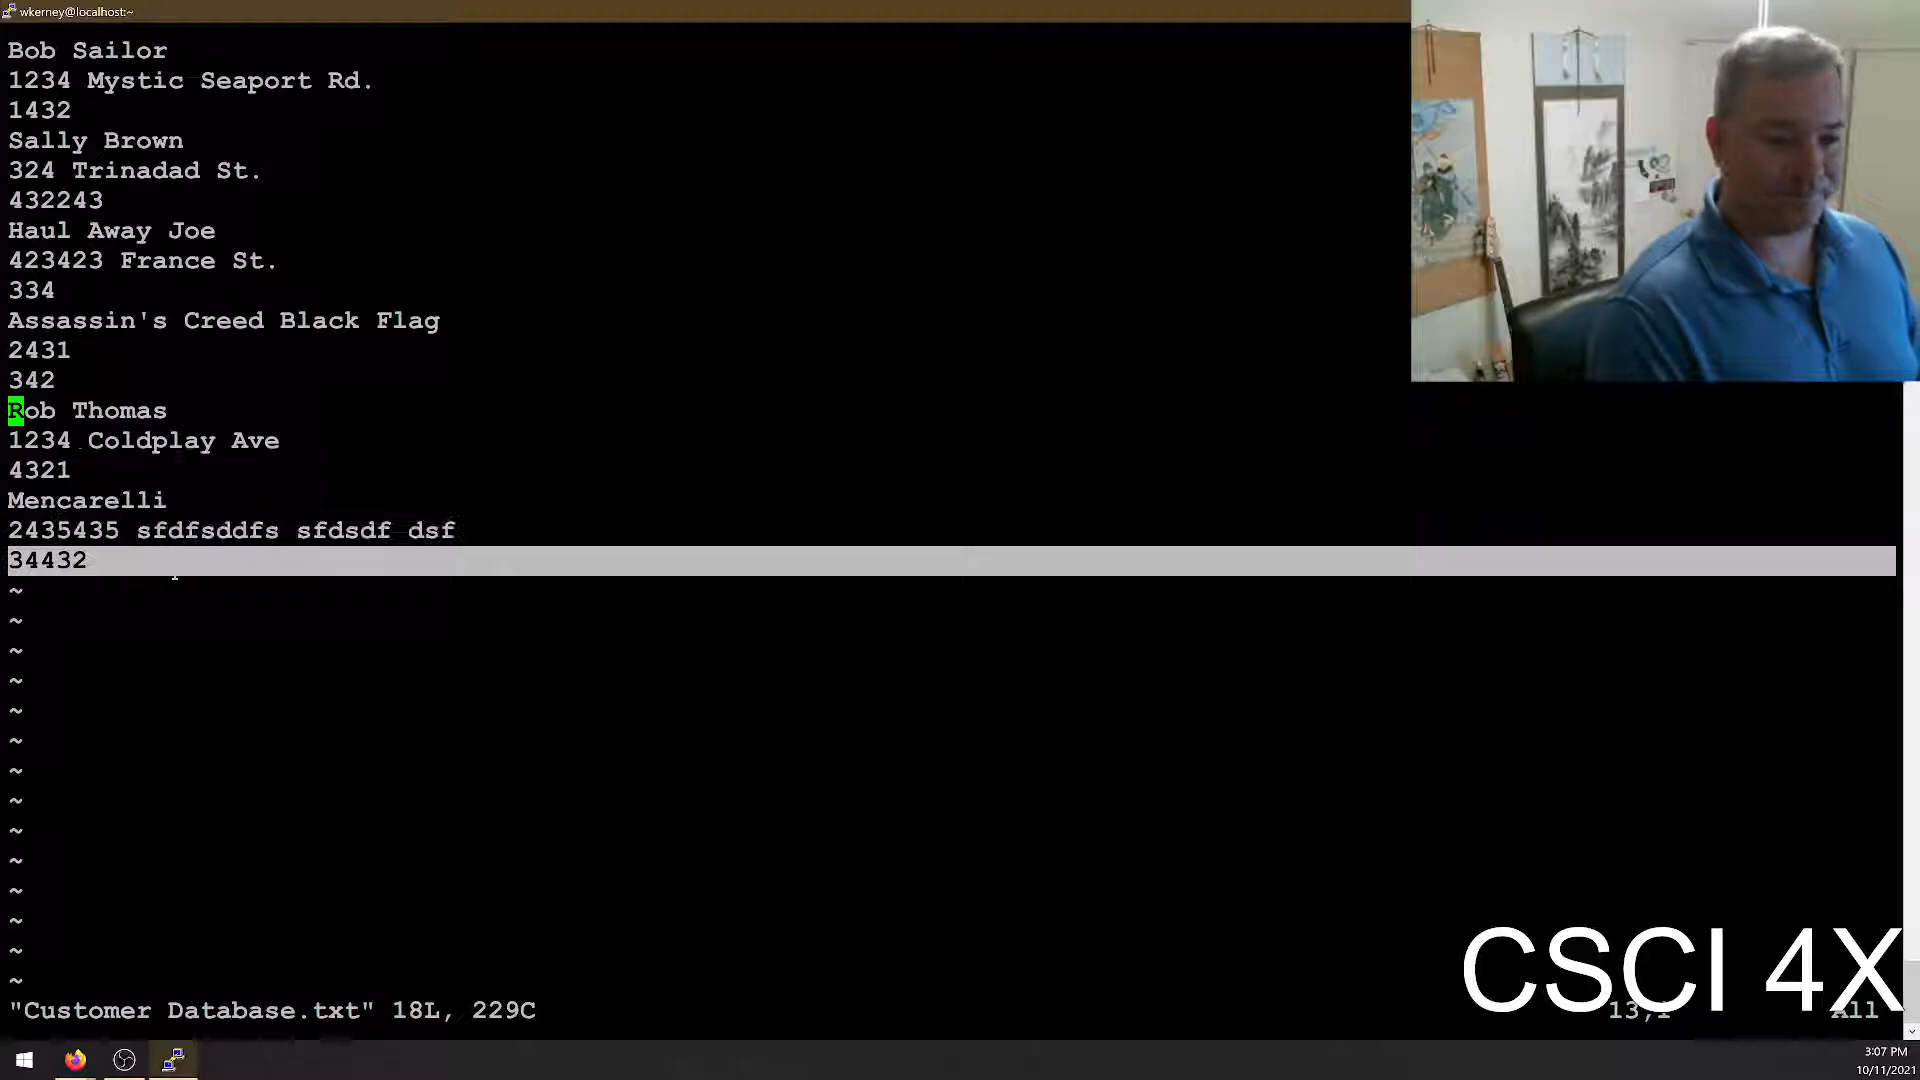 wkerney@localhost:~
Bob Sailor
1234 Mystic Seaport Rd.
1432
Sally Brown
324 Trinadad St.
432243
Haul Away Joe
423423 France St.
334
Assassin's Creed Black Flag
2431
342
Rob Thomas
1234 Coldplay Ave
4321
Mencarelli
2435435 sfdfsddfs sfdsdf dsf
34432
~
~
~
~
~
~
~
~
~
~
~
~
~
~
"Customer Database.txt" 18L, 229C
13,1
All
CSCI 4X
3:07 PM
10/11/2021